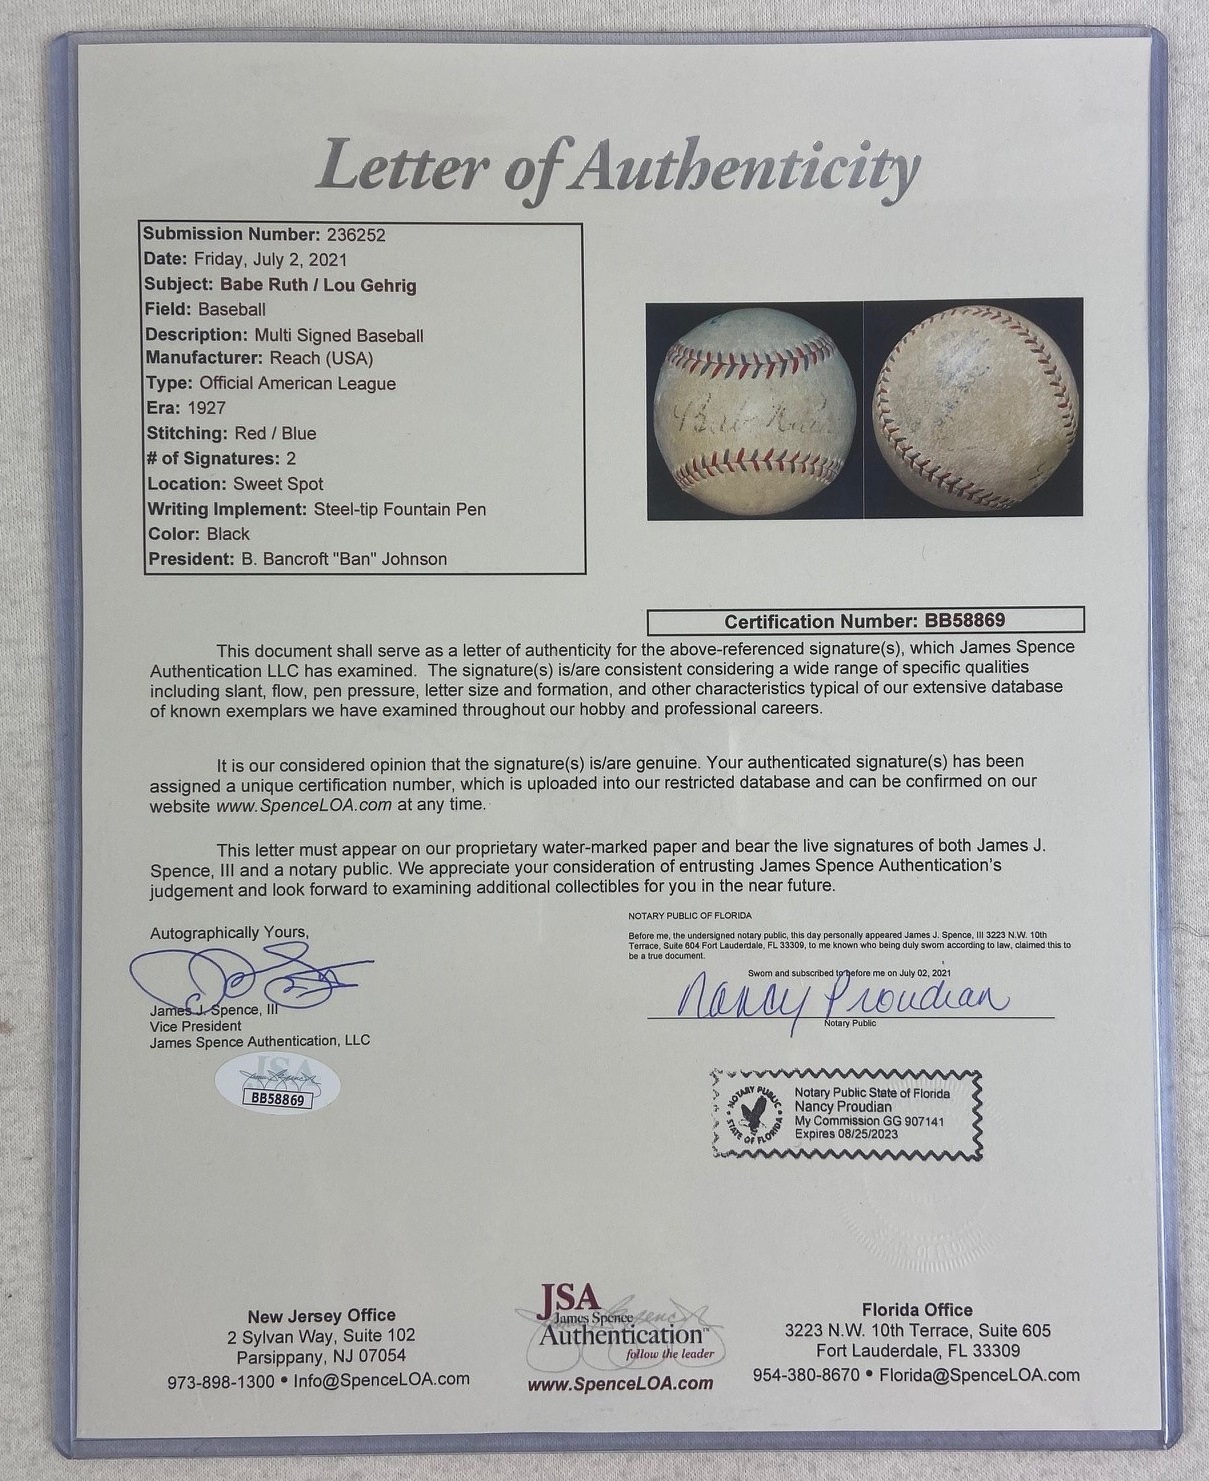 Letter of Authenticity
Submission Number: 236252
Date: Friday, July 2, 2021
Subject: Babe Ruth / Lou Gehrig
Field: Baseball
Description: Multi Signed Baseball
Manufacturer: Reach (USA)
Type: Official American League
Era: 1927
Stitching: Red / Blue
# of Signatures: 2
Location: Sweet Spot
Writing Implement: Steel-tip Fountain Pen
Color: Black
President: B. Bancroft "Ban" Johnson
Babe Ruth
Certification Number: BB58869
This document shall serve as a letter of authenticity for the above-referenced signature(s), which James Spence
Authentication LLC has examined. The signature(s) is/are consistent considering a wide range of specific qualities
including slant, flow, pen pressure, letter size and formation, and other characteristics typical of our extensive database
of known exemplars we have examined throughout our hobby and professional careers.
It is our considered opinion that the signature(s) is/are genuine. Your authenticated signature(s) has been
assigned a unique certification number, which is uploaded into our restricted database and can be confirmed on our
website www.SpenceLOA.com at any time.
This letter must appear on our proprietary water-marked paper and bear the live signatures of both James J.
Spence, III and a notary public. We appreciate your consideration of entrusting James Spence Authentication's
judgement and look forward to examining additional collectibles for you in the near future.
Autographically Yours,
James J. Spence, III
Vice President
James Spence Authentication, LLC
JSA
BB58869
NOTARY PUBLIC OF FLORIDA
Before me, the undersigned notary public, this day personally appeared James J. Spence, III 3223 N.W. 10th
Terrace, Suite 604 Fort Lauderdale, FL 33309, to me known who being duly sworn according to law, claimed this to
be a true document.
Sworn and subscribed to before me on July 02, 2021
Nancy Proudian
Notary Public
NOTARY PUBLIC
STATE OF FLORIDA
Notary Public State of Florida
Nancy Proudian
My Commission GG 907141
Expires 08/25/2023
New Jersey Office
2 Sylvan Way, Suite 102
Parsippany, NJ 07054
973-898-1300 • Info@SpenceLOA.com
JSA
James Spence
Authentication™
follow the leader
www.SpenceLOA.com
Florida Office
3223 N.W. 10th Terrace, Suite 605
Fort Lauderdale, FL 33309
954-380-8670 • Florida@SpenceLOA.com